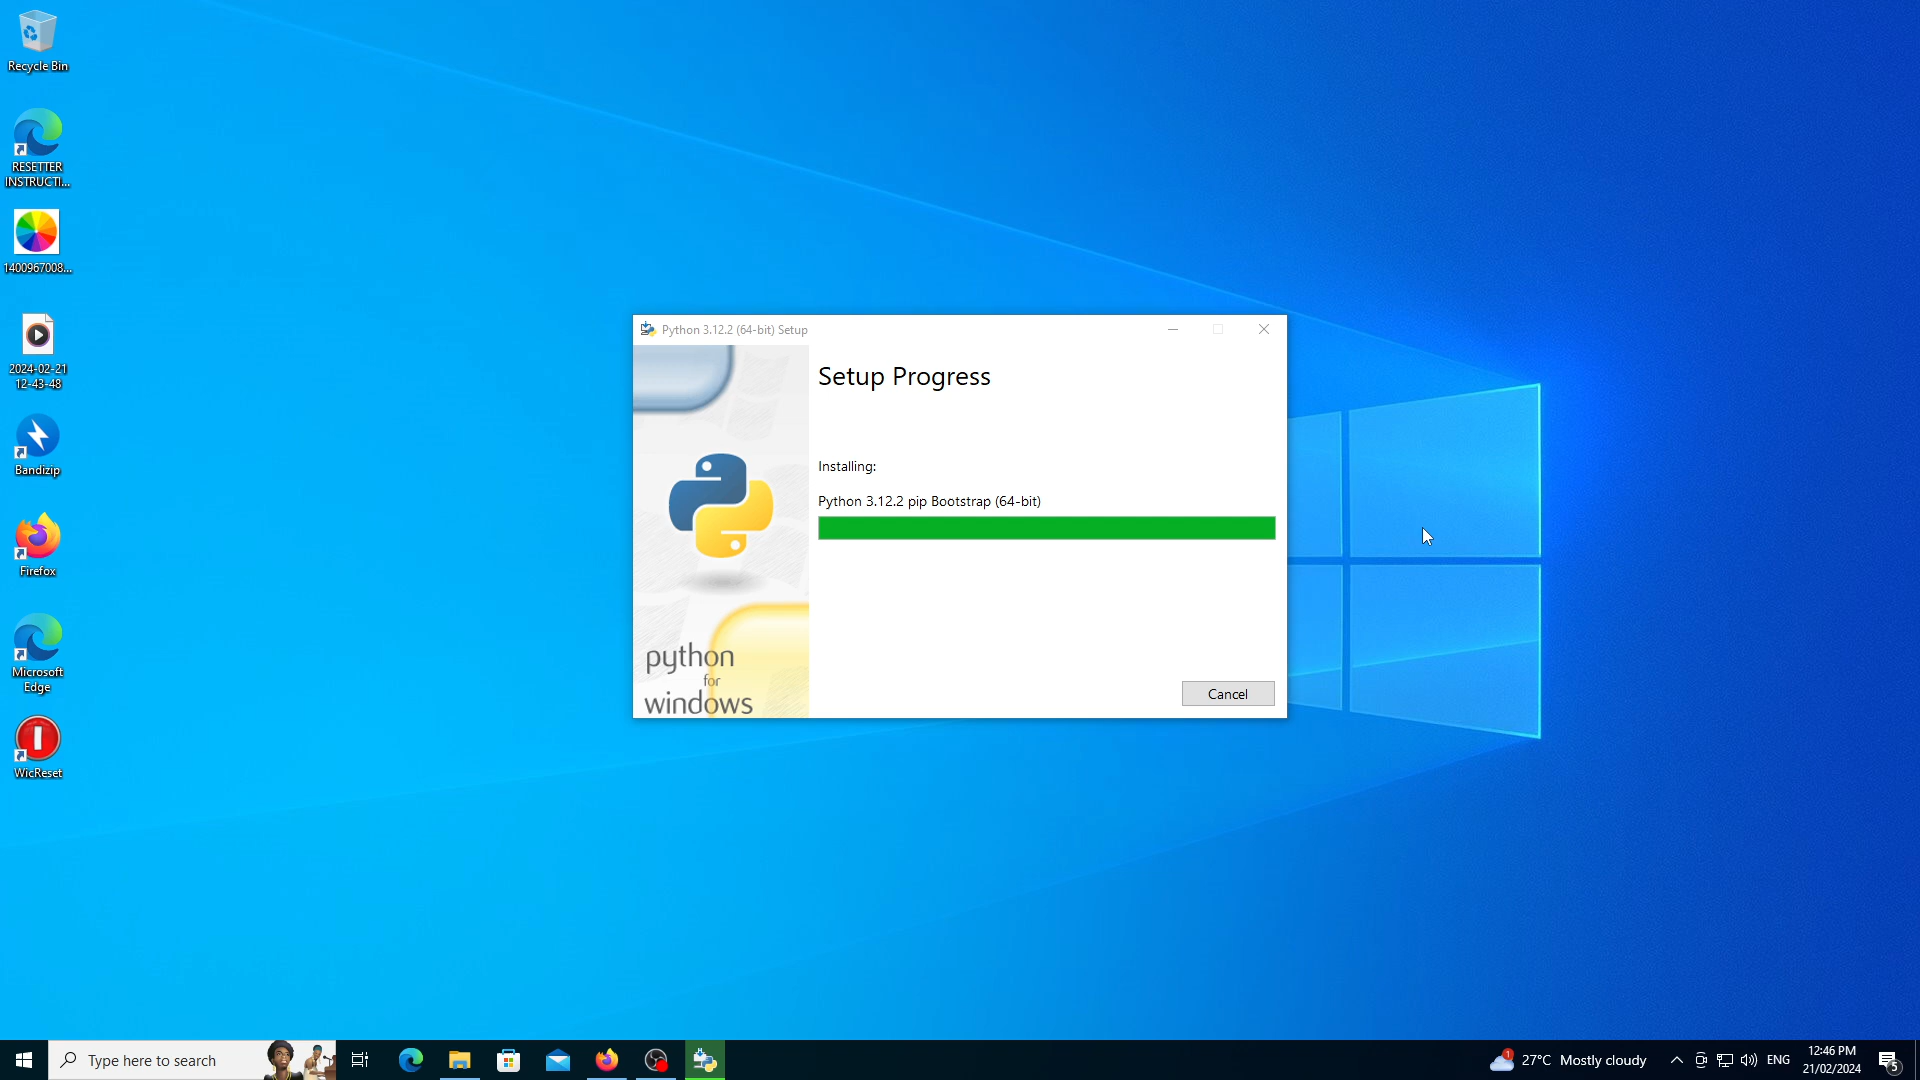 Recycle Bin
RESETTER
INSTRUCTI...
1400967008...
2024-02-21
12-43-48
Bandizip
Firefox
Microsoft
Edge
WicReset
Python 3.12.2 (64-bit) Setup
Setup Progress
Installing:
Python 3.12.2 pip Bootstrap (64-bit)
python
for
windows
Cancel
Type here to search
1
27°C Mostly cloudy
ENG
12:46 PM
21/02/2024
5